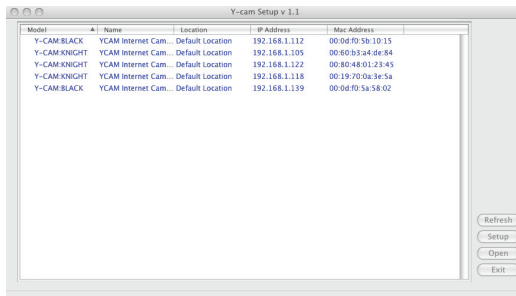 Y-cam Setup v 1.1
Model Name Location IP Address Mac Address
Y-CAM:BLACK YCAM Internet Cam... Default Location 192.168.1.112 00:0d:f0:5b:10:15
Y-CAM:KNIGHT YCAM Internet Cam... Default Location 192.168.1.105 00:60:b3:a4:de:84
Y-CAM:KNIGHT YCAM Internet Cam... Default Location 192.168.1.122 00:80:48:01:23:45
Y-CAM:KNIGHT YCAM Internet Cam... Default Location 192.168.1.118 00:19:70:0a:3e:5a
Y-CAM:BLACK YCAM Internet Cam... Default Location 192.168.1.139 00:0d:f0:5a:58:02
Refresh
Setup
Open
Exit